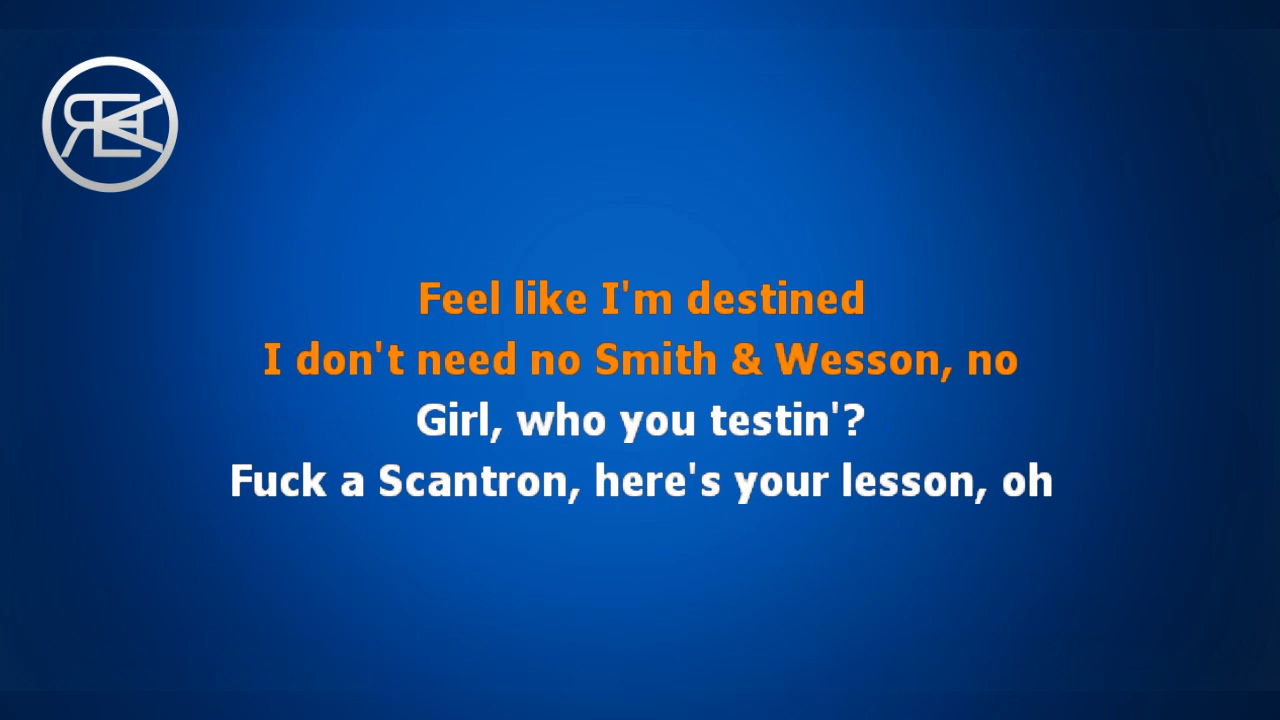 Feel like I'm destined
I don't need no Smith & Wesson, no
Girl, who you testin'?
Fuck a Scantron, here's your lesson, oh